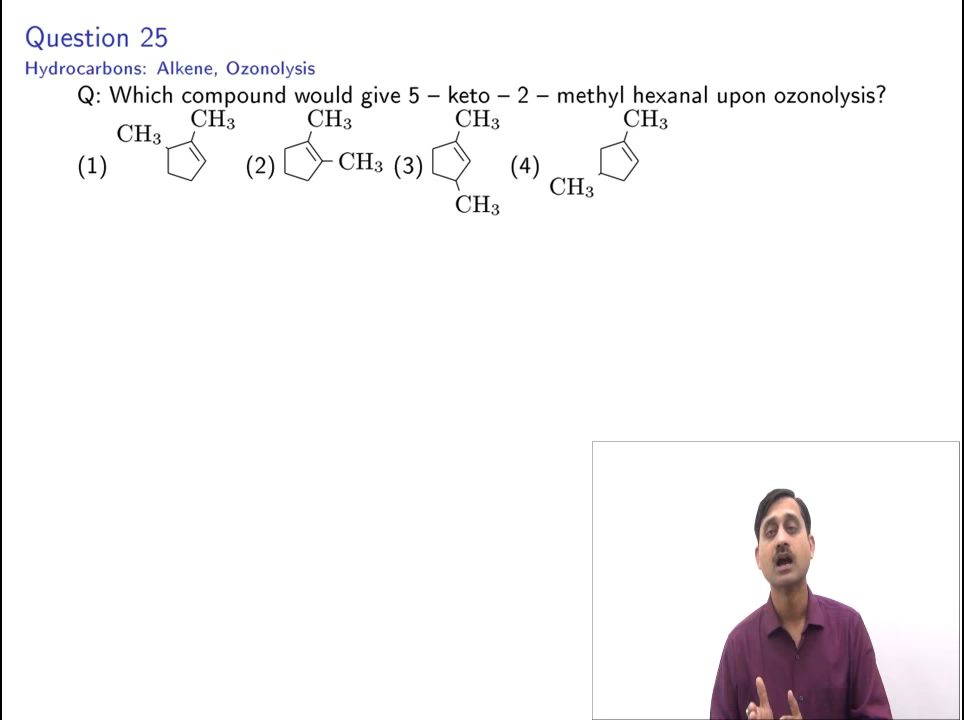 Question 25
Hydrocarbons: Alkene, Ozonolysis
Q: Which compound would give 5 – keto – 2 – methyl hexanal upon ozonolysis?
(1) CH₃ CH₃ (2) CH₃ CH₃ (3) CH₃ CH₃ (4) CH₃ CH₃